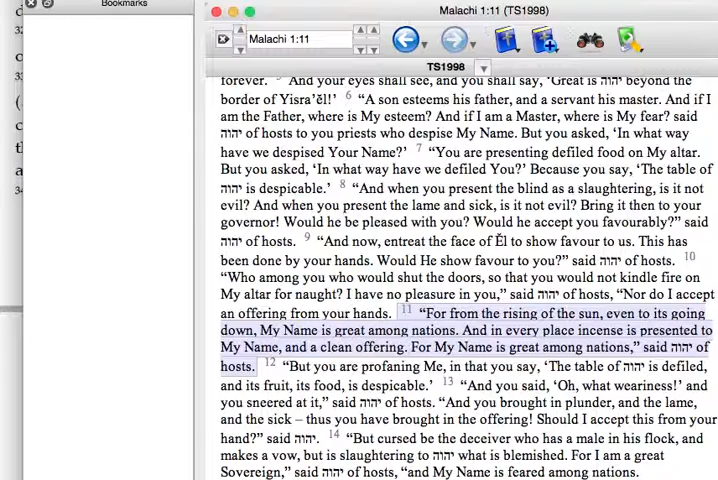 Bookmarks
Malachi 1:11 (TS1998)
Malachi 1:11
TS1998
forever. ⁵ And your eyes shall see, and you shall say, ‘Great is יהוה beyond the
border of Yisra’ĕl!’ ⁶ “A son esteems his father, and a servant his master. And if I
am the Father, where is My esteem? And if I am a Master, where is My fear? said
יהוה of hosts to you priests who despise My Name. But you asked, ‘In what way
have we despised Your Name?’ ⁷ “You are presenting defiled food on My altar.
But you asked, ‘In what way have we defiled You?’ Because you say, ‘The table of
יהוה is despicable.’ ⁸ “And when you present the blind as a slaughtering, is it not
evil? And when you present the lame and sick, is it not evil? Bring it then to your
governor! Would he be pleased with you? Would he accept you favourably?” said
יהוה of hosts. ⁹ “And now, entreat the face of Ĕl to show favour to us. This has
been done by your hands. Would He show favour to you?” said יהוה of hosts. ¹⁰
“Who among you who would shut the doors, so that you would not kindle fire on
My altar for naught? I have no pleasure in you,” said יהוה of hosts, “Nor do I accept
an offering from your hands. ¹¹ “For from the rising of the sun, even to its going
down, My Name is great among nations. And in every place incense is presented to
My Name, and a clean offering. For My Name is great among nations,” said יהוה of
hosts. ¹² “But you are profaning Me, in that you say, ‘The table of יהוה is defiled,
and its fruit, its food, is despicable.’ ¹³ “And you said, ‘Oh, what weariness!’ and
you sneered at it,” said יהוה of hosts. “And you brought in plunder, and the lame,
and the sick – thus you have brought in the offering! Should I accept this from your
hand?” said יהוה. ¹⁴ “But cursed be the deceiver who has a male in his flock, and
makes a vow, but is slaughtering to יהוה what is blemished. For I am a great
Sovereign,” said יהוה of hosts, “and My Name is feared among nations.